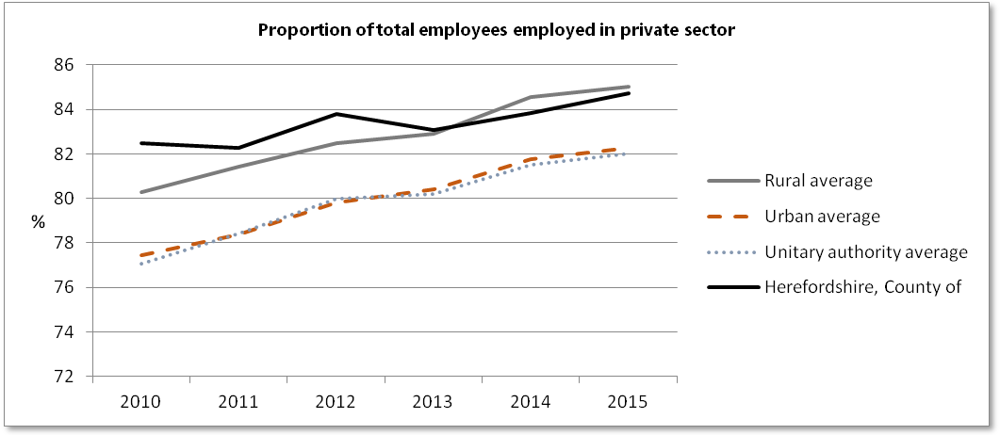 Proportion of total employees employed in private sector
86
84
82
80
78
76
74
72
%
2010 2011 2012 2013 2014 2015
Rural average
Urban average
Unitary authority average
Herefordshire, County of